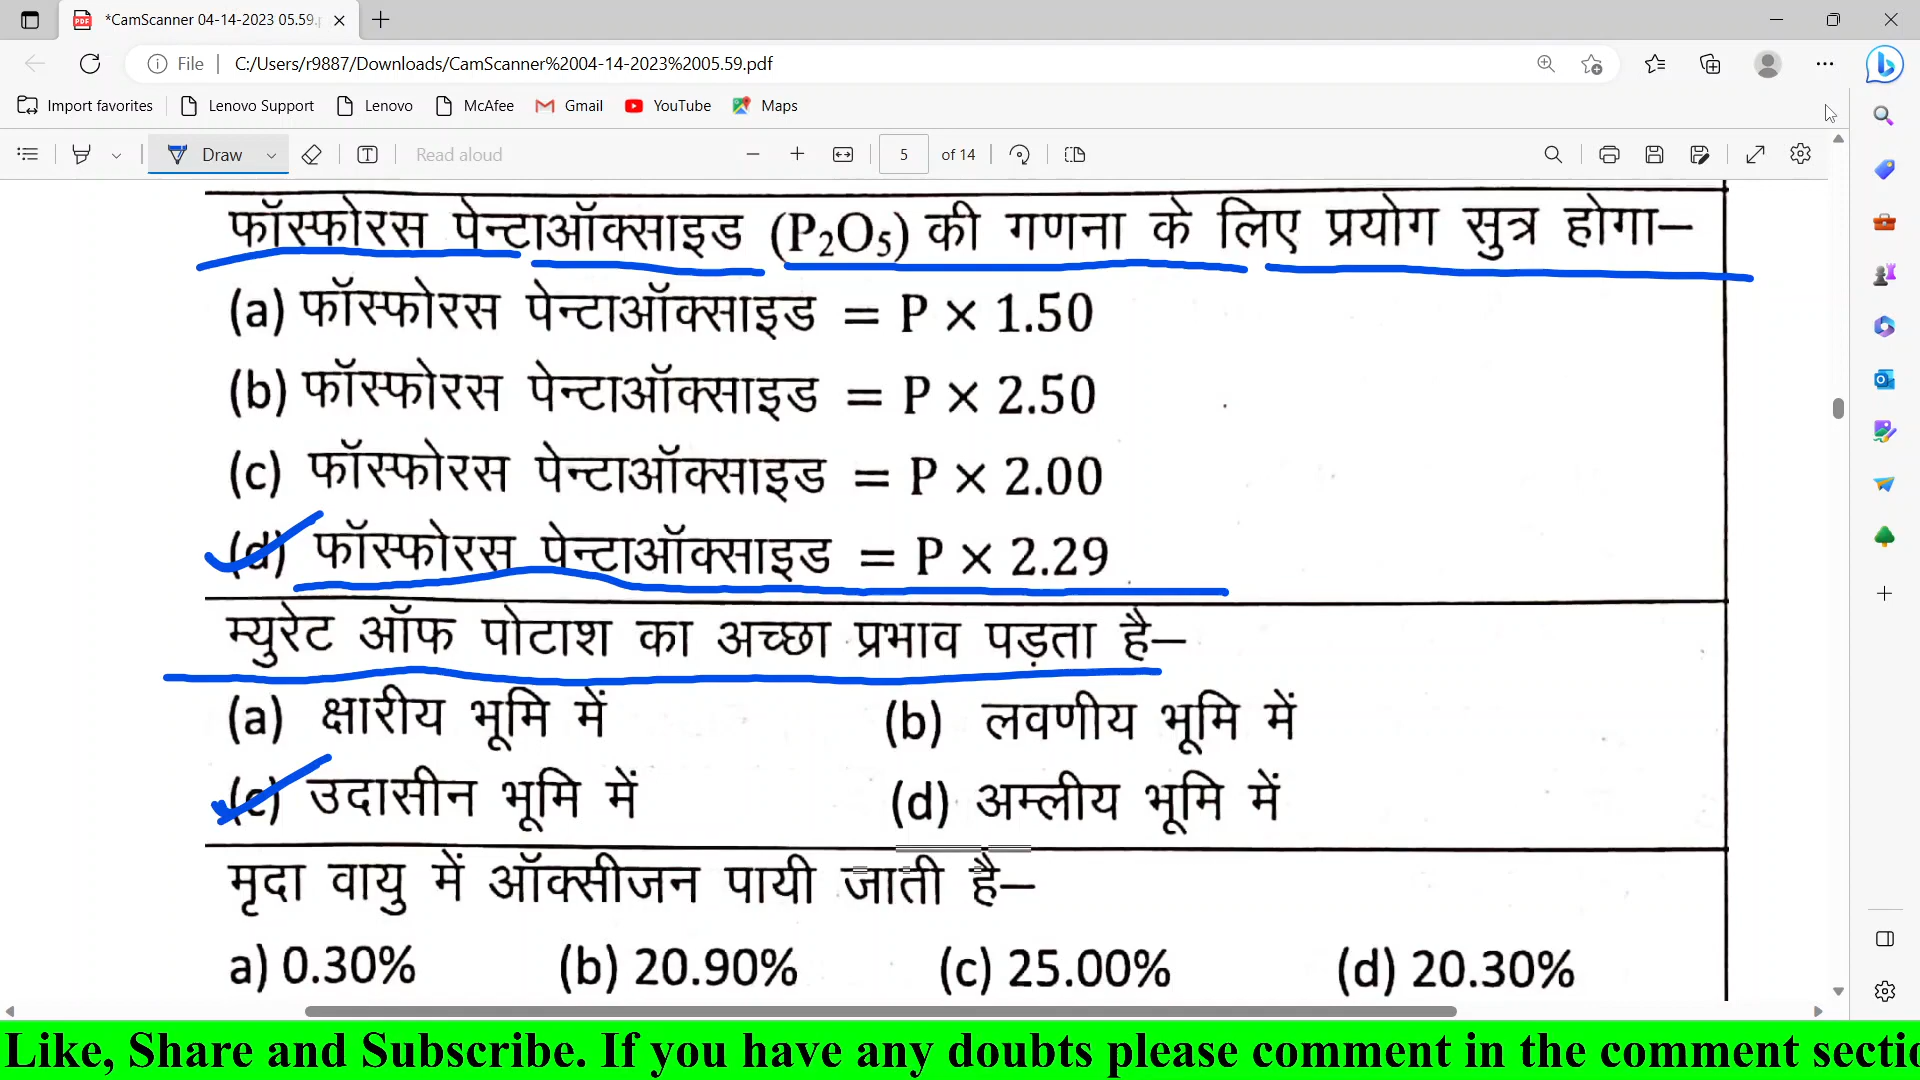 *CamScanner 04-14-2023 05.59.p
File
C:/Users/r9887/Downloads/CamScanner%2004-14-2023%2005.59.pdf
Import favorites Lenovo Support Lenovo McAfee Gmail YouTube Maps
Draw Read aloud 5 of 14
फॉस्फोरस पेन्टाऑक्साइड (P₂O₅) की गणना के लिए प्रयोग सुत्र होगा–
(a) फॉस्फोरस पेन्टाऑक्साइड = P × 1.50
(b) फॉस्फोरस पेन्टाऑक्साइड = P × 2.50
(c) फॉस्फोरस पेन्टाऑक्साइड = P × 2.00
(d) फॉस्फोरस पेन्टाऑक्साइड = P × 2.29
म्युरेट ऑफ पोटाश का अच्छा प्रभाव पड़ता है–
(a) क्षारीय भूमि में (b) लवणीय भूमि में
(c) उदासीन भूमि में (d) अम्लीय भूमि में
मृदा वायु में ऑक्सीजन पायी जाती है–
a) 0.30% (b) 20.90% (c) 25.00% (d) 20.30%
Like, Share and Subscribe. If you have any doubts please comment in the comment sectio